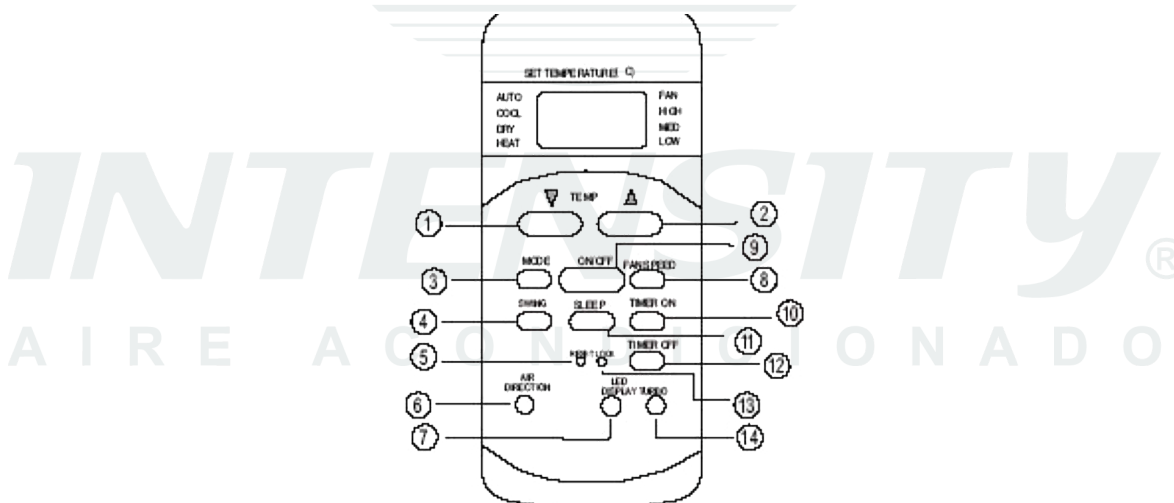 SET TEMPERATURE( C)
AUTO
COOL
DRY
HEAT
FAN
HIGH
MED
LOW
INTENSITY®
TEMP
1
2
9
MODE
ON/OFF
FAN SPEED
3
8
SWING
SLEEP
TIMER ON
4
10
AIRE ACONDICIONADO
11
5
RESET LOCK
TIMER OFF
12
AIR
DIRECTION
LED
DISPLAY TURBO
6
13
7
14